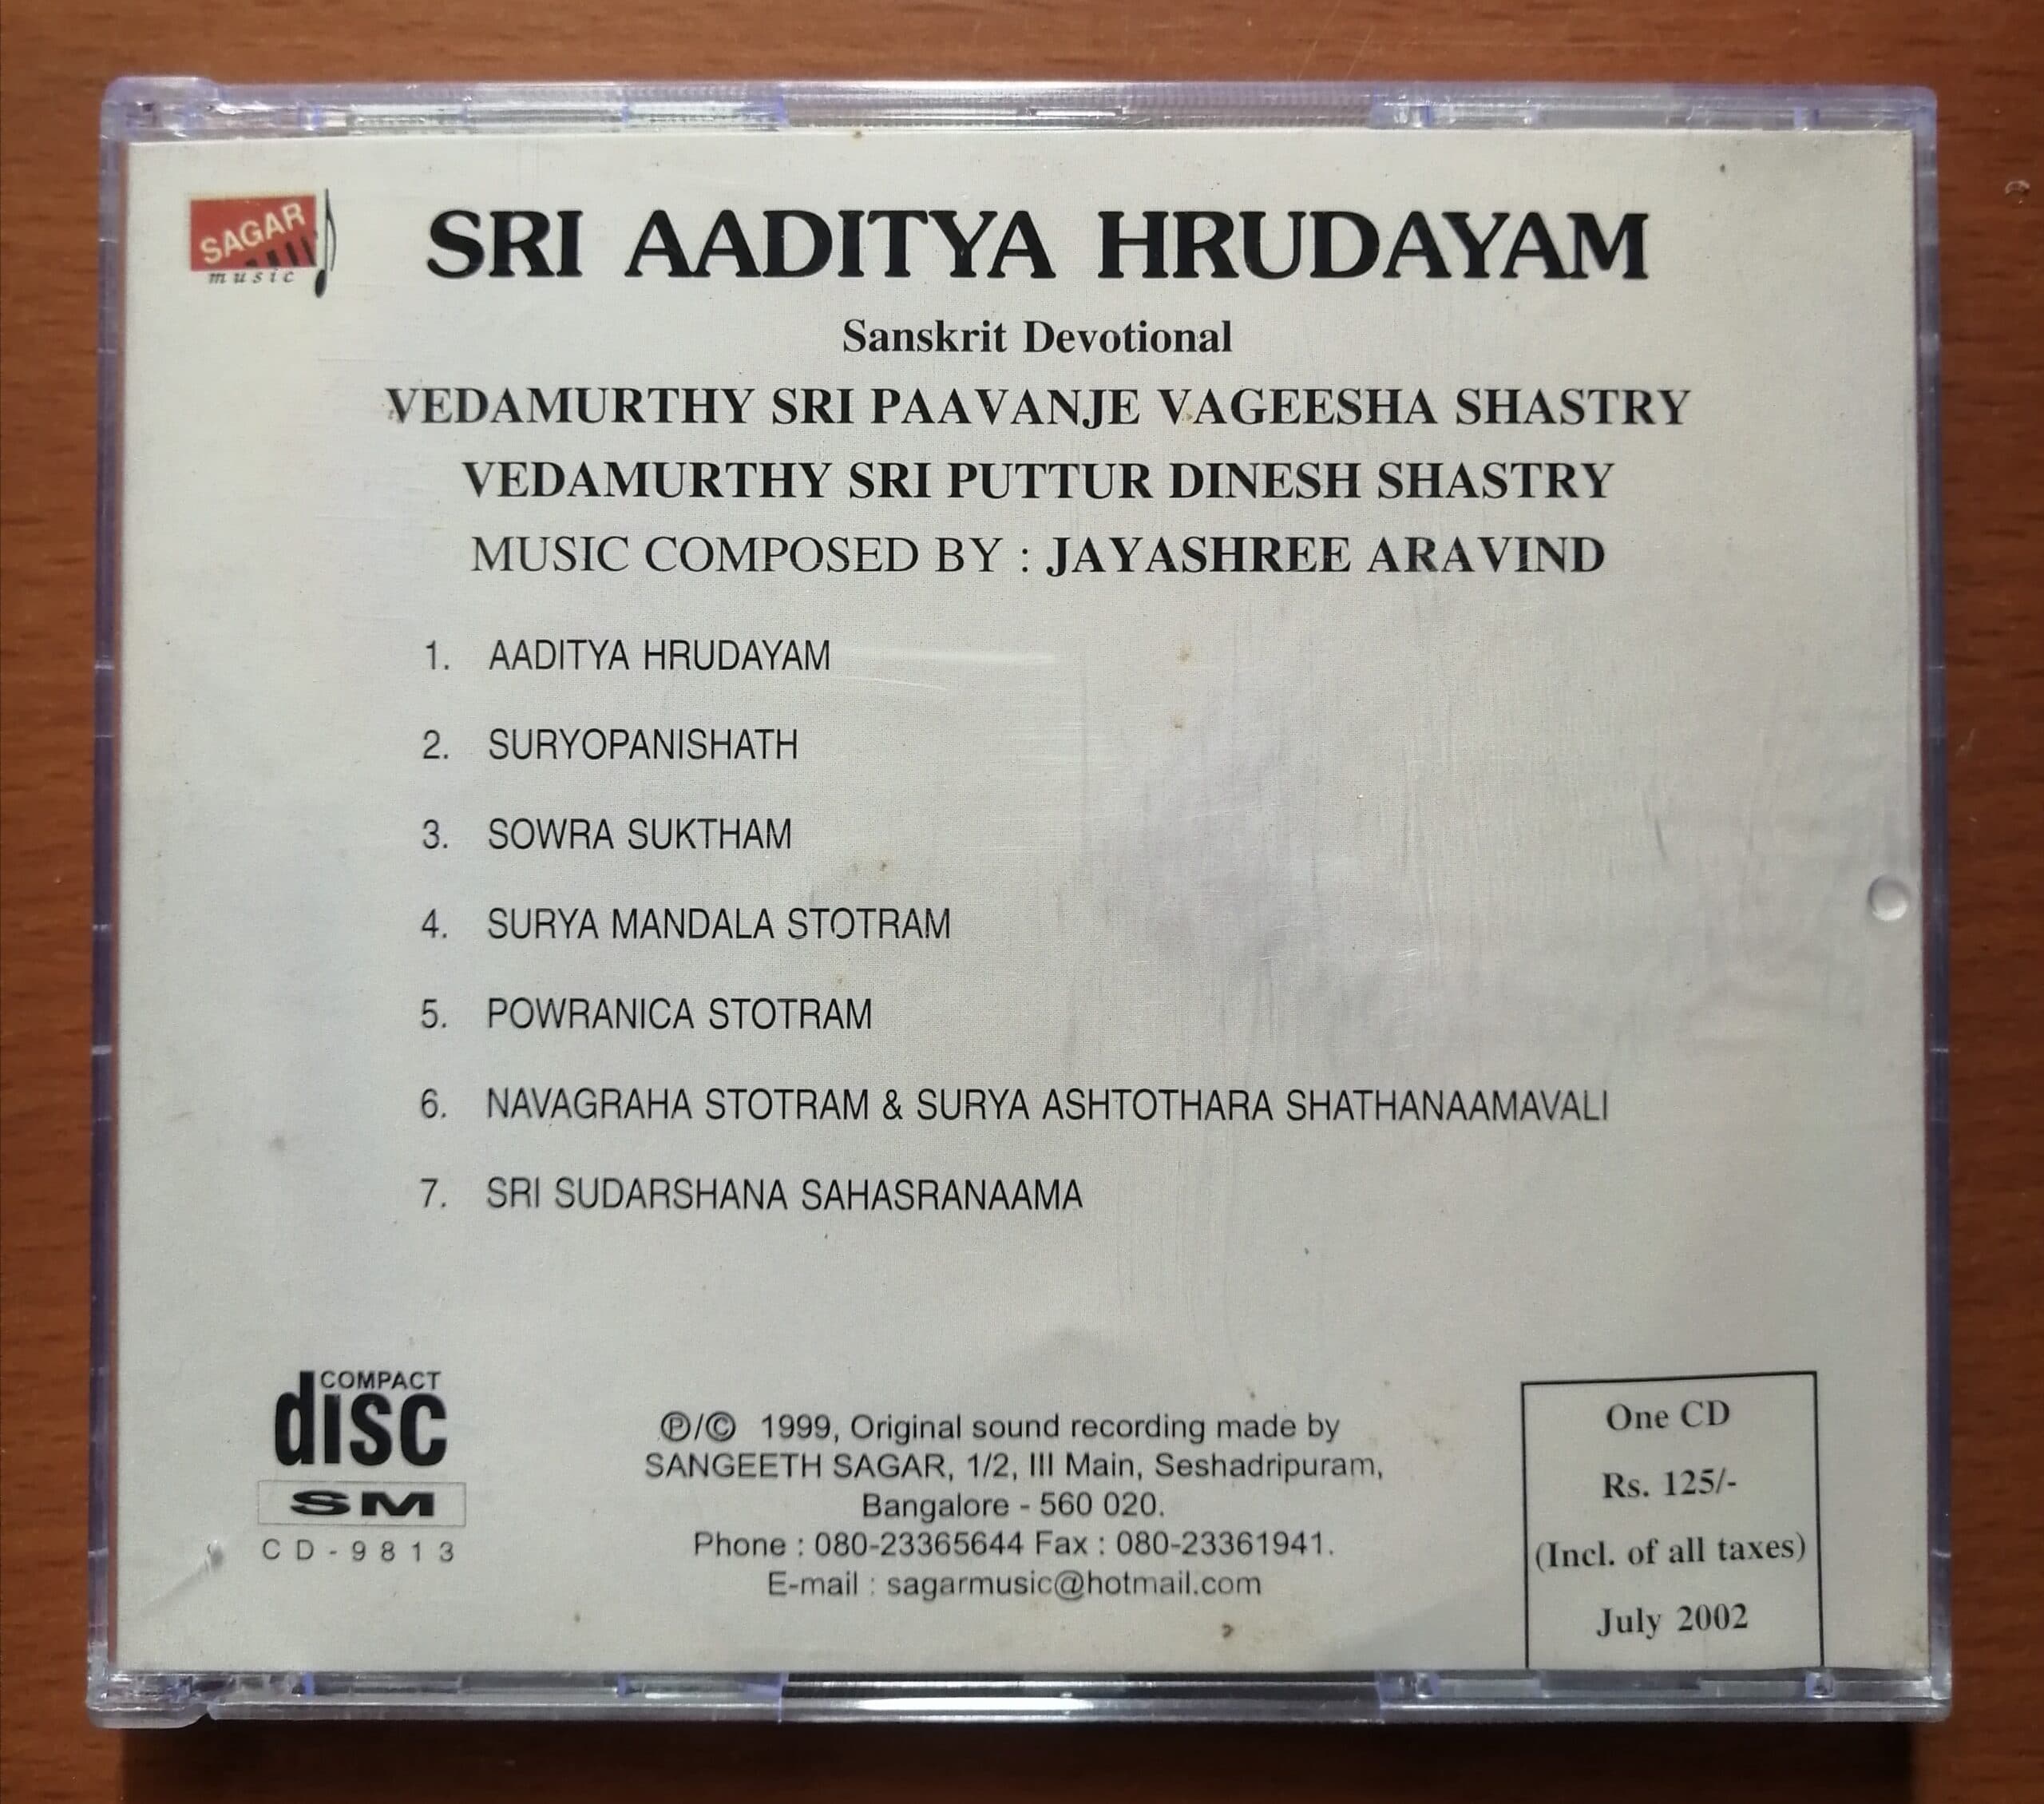 SAGAR
music
SRI AADITYA HRUDAYAM
Sanskrit Devotional
VEDAMURTHY SRI PAAVANJE VAGEESHA SHASTRY
VEDAMURTHY SRI PUTTUR DINESH SHASTRY
MUSIC COMPOSED BY : JAYASHREE ARAVIND
1. AADITYA HRUDAYAM
2. SURYOPANISHATH
3. SOWRA SUKTHAM
4. SURYA MANDALA STOTRAM
5. POWRANICA STOTRAM
6. NAVAGRAHA STOTRAM & SURYA ASHTOTHARA SHATHANAAMAVALI
7. SRI SUDARSHANA SAHASRANAAMA
COMPACT
disc
SM
CD-9813
Ⓟ/© 1999, Original sound recording made by
SANGEETH SAGAR, 1/2, III Main, Seshadripuram,
Bangalore - 560 020.
Phone : 080-23365644 Fax : 080-23361941.
E-mail : sagarmusic@hotmail.com
One CD
Rs. 125/-
(Incl. of all taxes)
July 2002